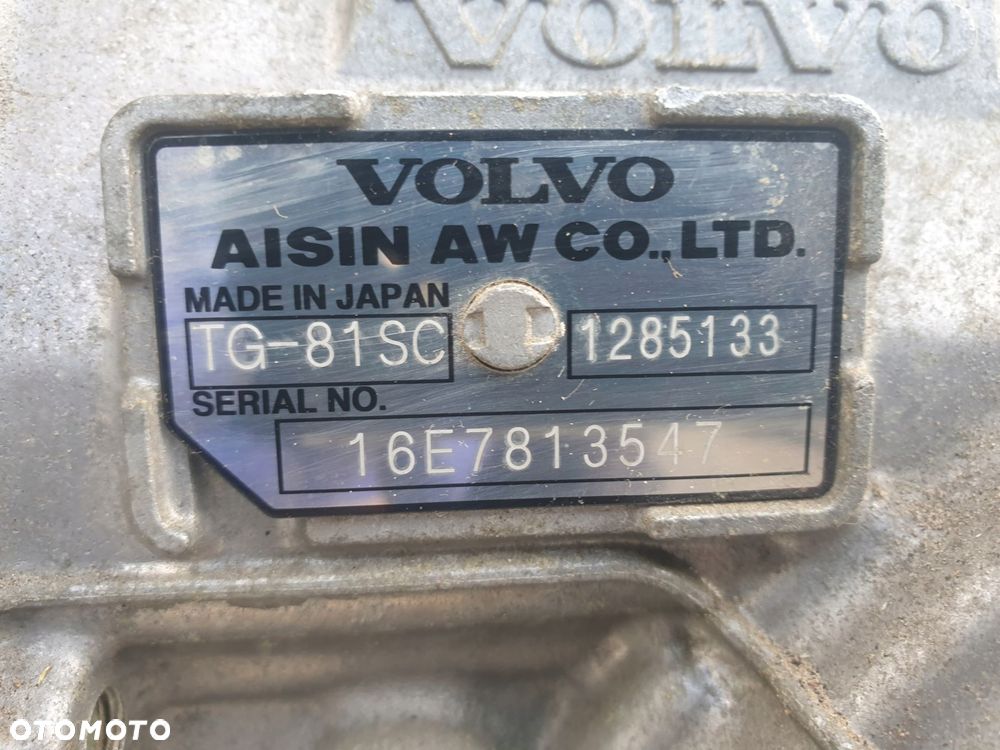 VOLVO
VOLVO
AISIN AW CO.,LTD.
MADE IN JAPAN
TG-81SC 1285133
SERIAL NO.
16E7813547
OTOMOTO